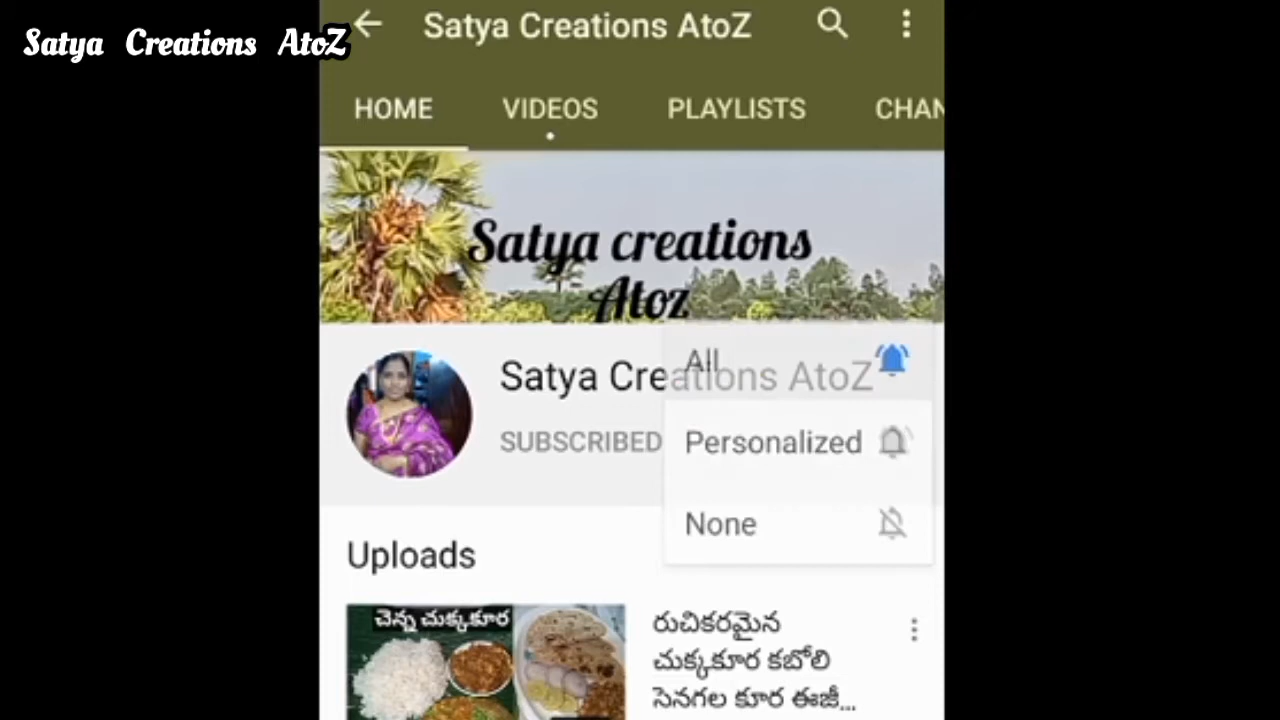 Satya Creations AtoZ
Satya Creations AtoZ
HOME VIDEOS PLAYLISTS CHAN
Satya creations
Atoz
Satya Creations AtoZ
All
SUBSCRIBED
Personalized
None
Uploads
చెన్న చుక్కకూర
రుచికరమైన
చుక్కకూర కబోలి
సెనగల కూర ఈజీ...